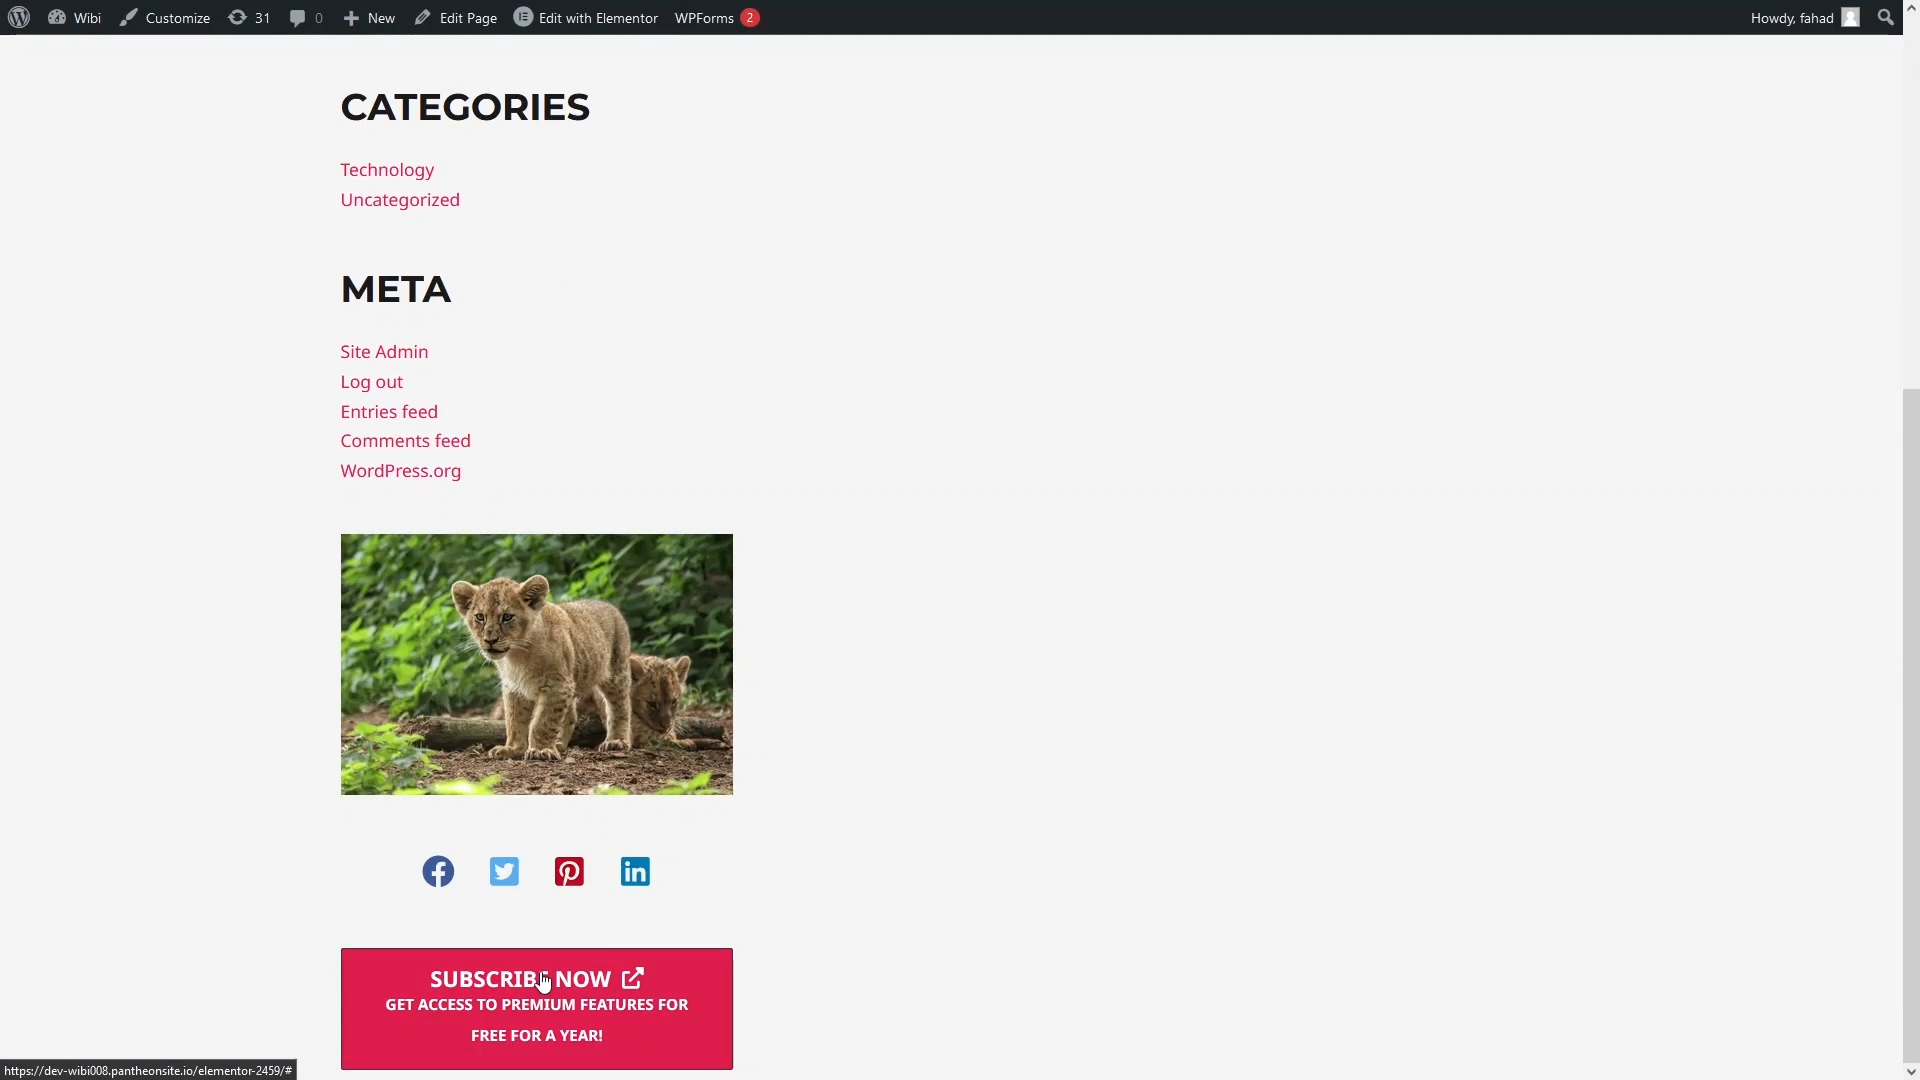 Wibi Customize 31 0 New Edit Page Edit with Elementor WPForms 2 Howdy, fahad
CATEGORIES
Technology
Uncategorized
META
Site Admin
Log out
Entries feed
Comments feed
WordPress.org
SUBSCRIBE NOW
GET ACCESS TO PREMIUM FEATURES FOR
FREE FOR A YEAR!
https://dev-wibi008.pantheonsite.io/elementor-2459/#